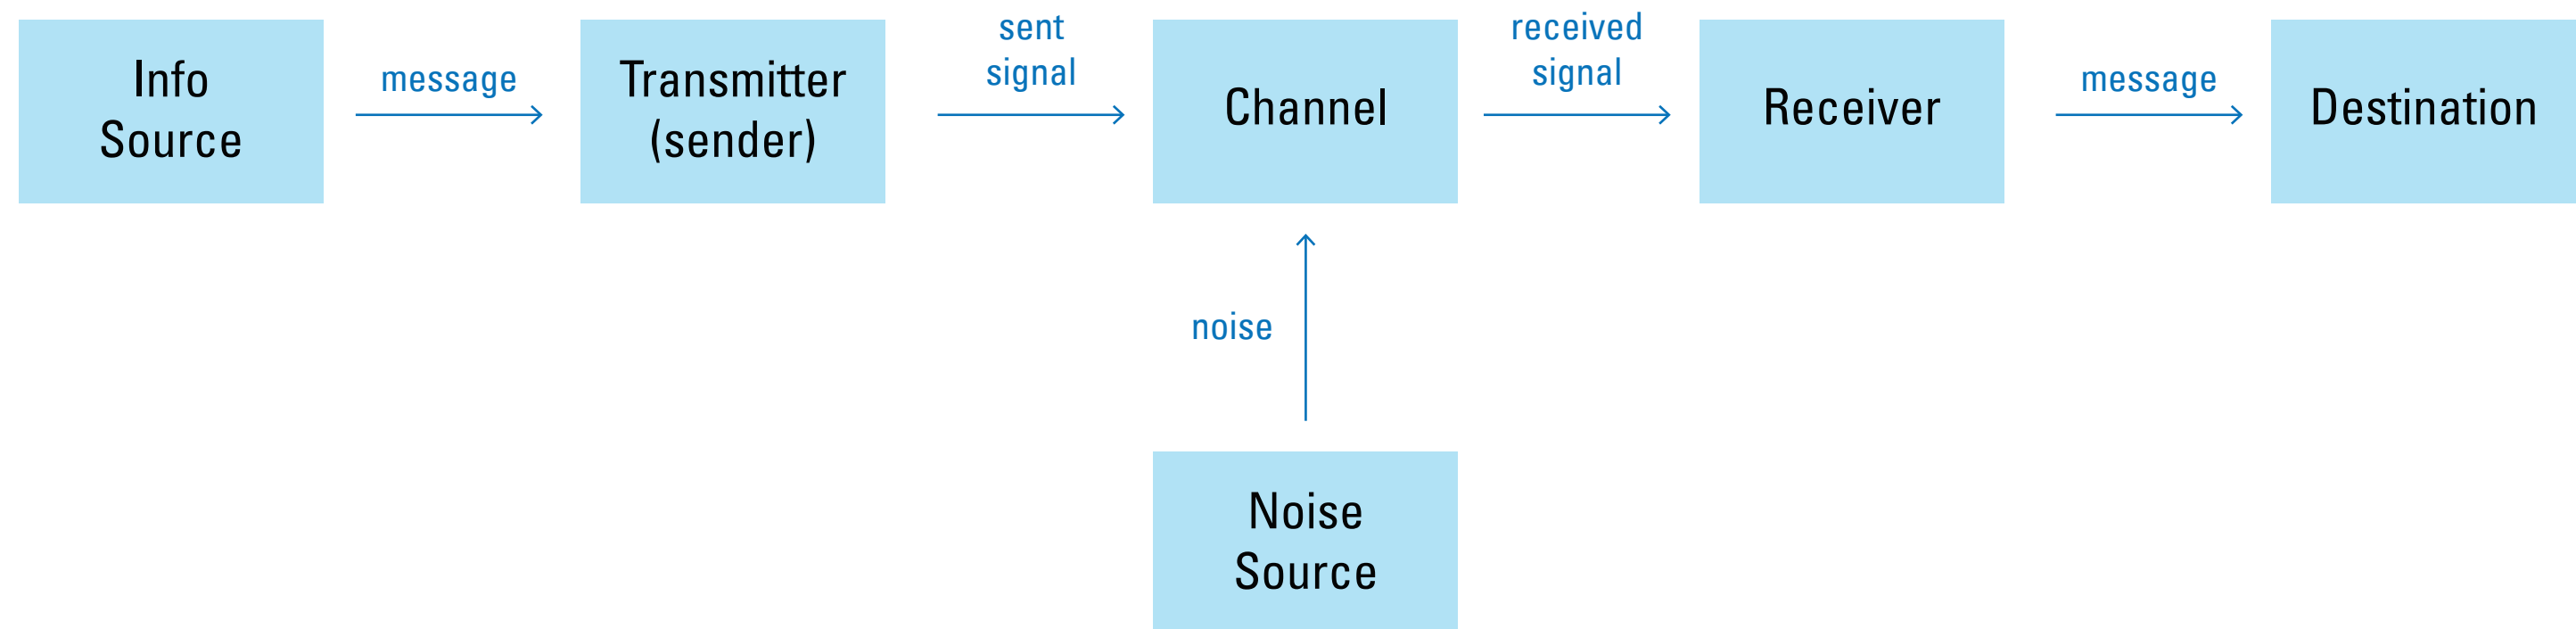 Info
Source
message
Transmitter
(sender)
sent
signal
Channel
received
signal
Receiver
message
Destination
noise
Noise
Source